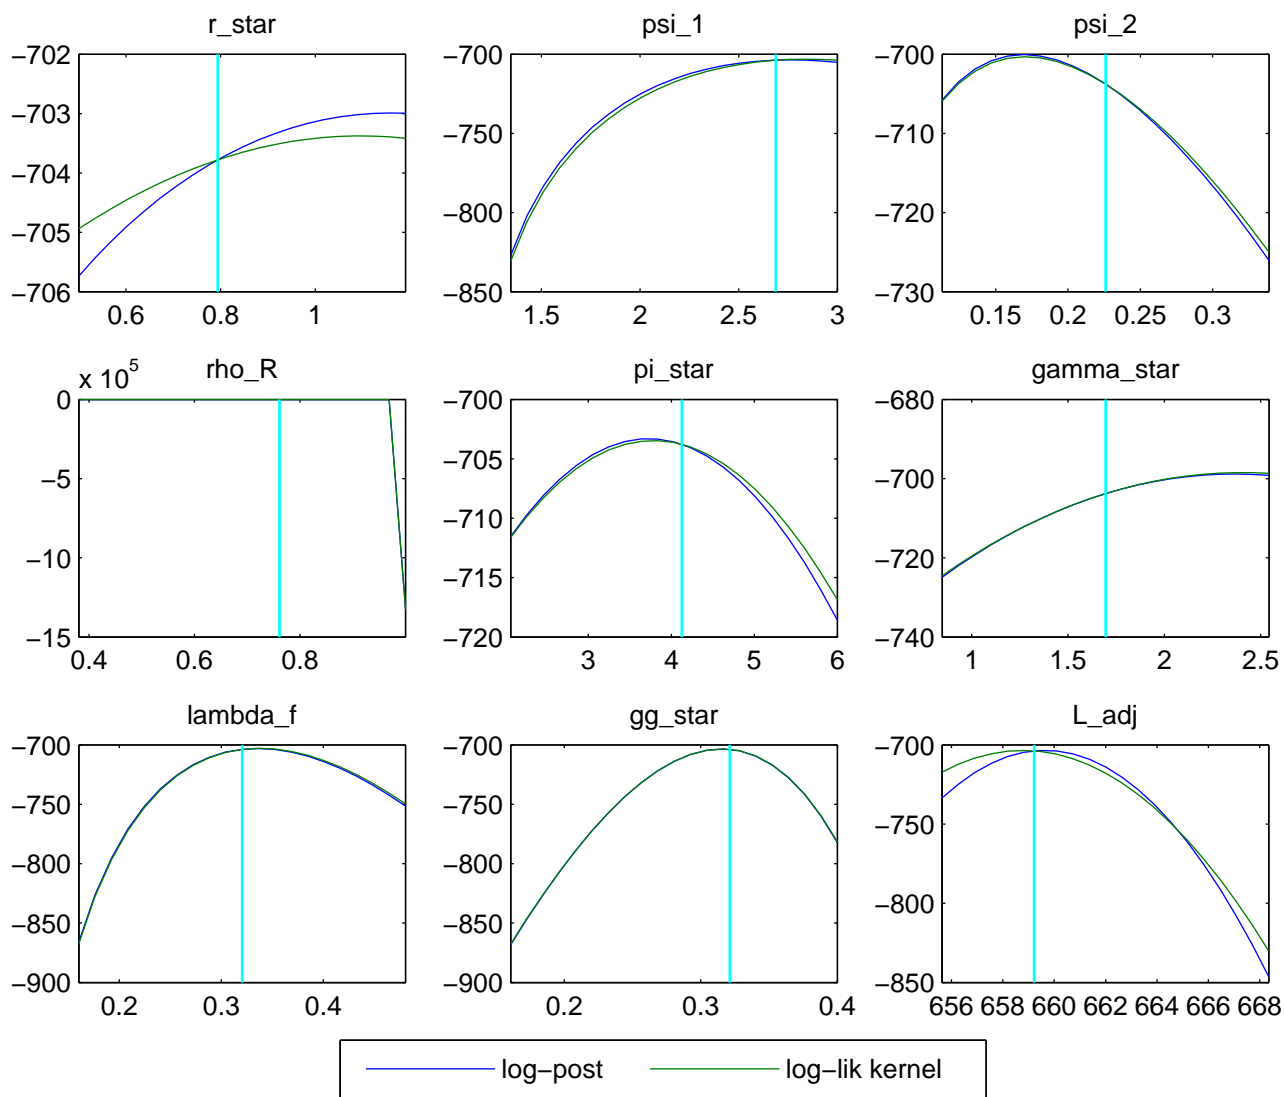 r_star
psi_1
psi_2
−702
−703
−704
−705
−706
0.6 0.8 1
−700
−750
−800
−850
1.5 2 2.5 3
−700
−710
−720
−730
0.15 0.2 0.25 0.3
x 10^5
rho_R
pi_star
gamma_star
0
−5
−10
−15
0.4 0.6 0.8
−700
−705
−710
−715
−720
3 4 5 6
−680
−700
−720
−740
1 1.5 2 2.5
lambda_f
gg_star
L_adj
−700
−750
−800
−850
−900
0.2 0.3 0.4
−700
−750
−800
−850
−900
0.2 0.3 0.4
−700
−750
−800
−850
656 658 660 662 664 666 668
log−post
log−lik kernel